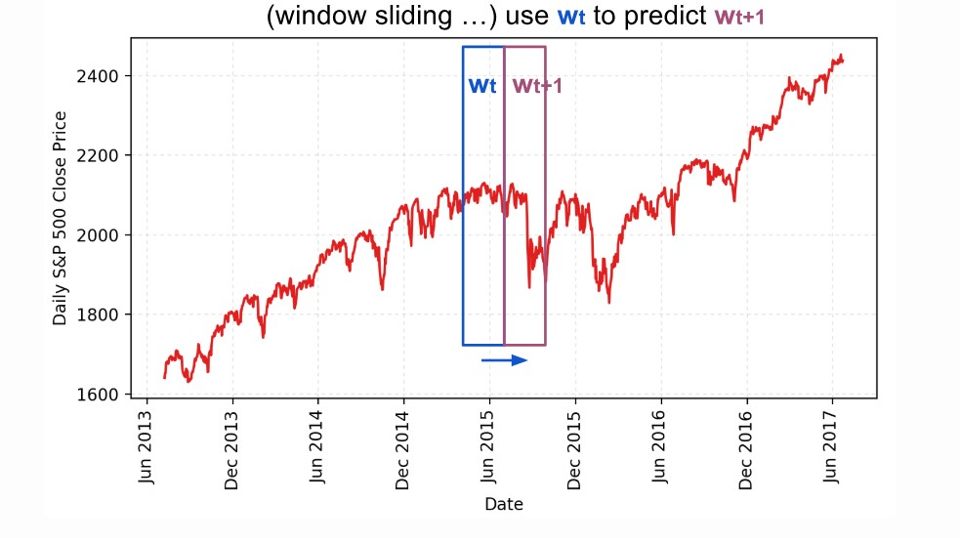 (window sliding …) use Wt to predict Wt+1
2400
2200
2000
1800
1600
Wt
Wt+1
Daily S&P 500 Close Price
Jun 2013
Dec 2013
Jun 2014
Dec 2014
Jun 2015
Dec 2015
Jun 2016
Dec 2016
Jun 2017
Date